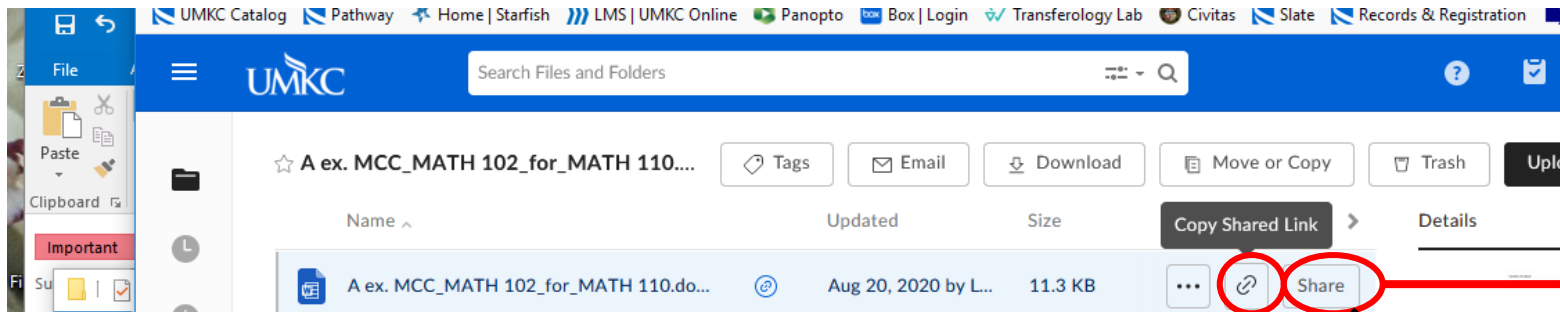 UMKC Catalog Pathway Home | Starfish LMS | UMKC Online Panopto box Box | Login Transferology Lab Civitas Slate Records & Registration
File
UMKC Search Files and Folders ?
Paste
A ex. MCC_MATH 102_for_MATH 110.... Tags Email Download Move or Copy Trash
Clipboard
Name Updated Size Copy Shared Link Details
Important
A ex. MCC_MATH 102_for_MATH 110.do... Aug 20, 2020 by L... 11.3 KB ... Share